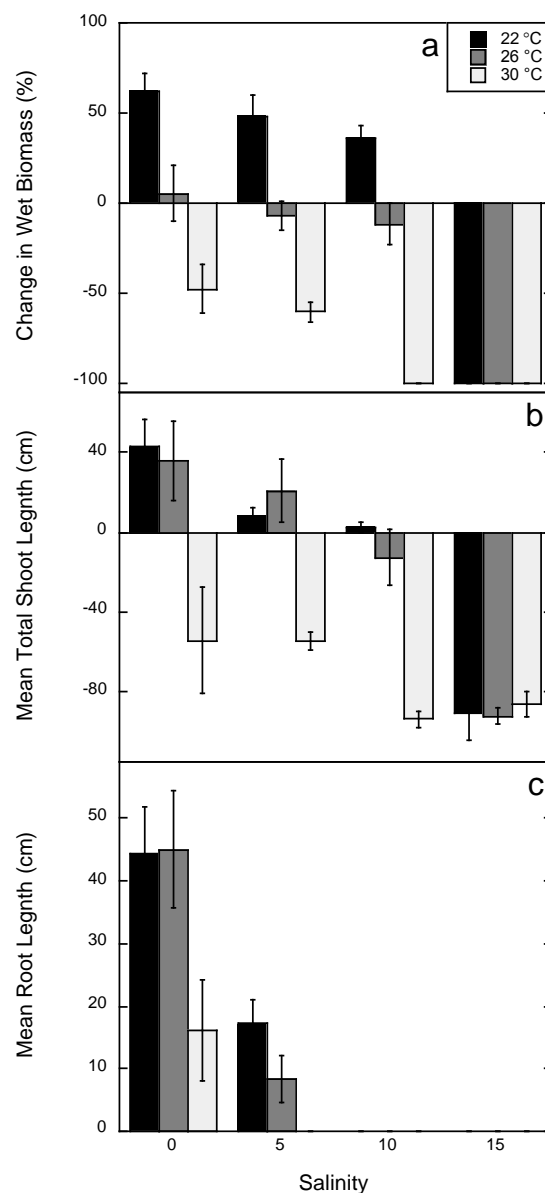 a
22 °C
26 °C
30 °C
Change in Wet Biomass (%)
100
50
0
-50
-100
b
Mean Total Shoot Legnth (cm)
40
0
-40
-80
c
Mean Root Legnth (cm)
50
40
30
20
10
0
0 5 10 15
Salinity